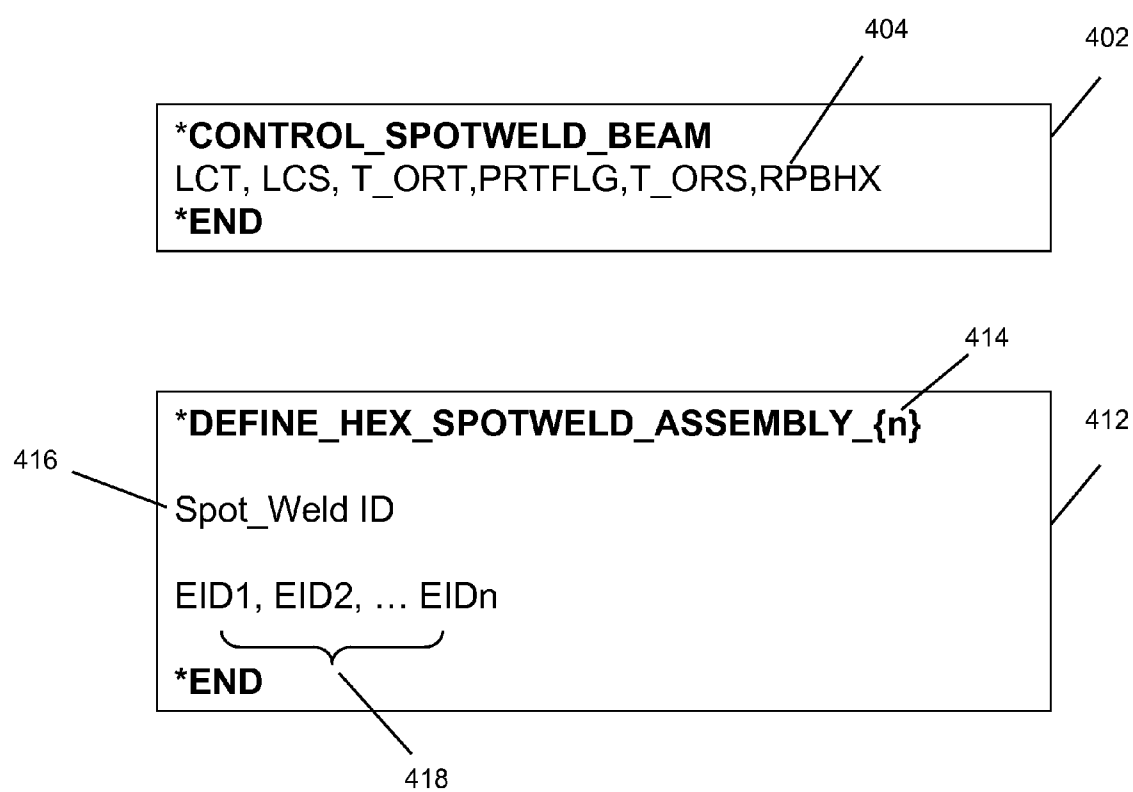 404
402
*CONTROL_SPOTWELD_BEAM
LCT, LCS, T_ORT,PRTFLG,T_ORS,RPBHX
*END
414
*DEFINE_HEX_SPOTWELD_ASSEMBLY_{n}
412
416
Spot_Weld ID
EID1, EID2, … EIDn
*END
418